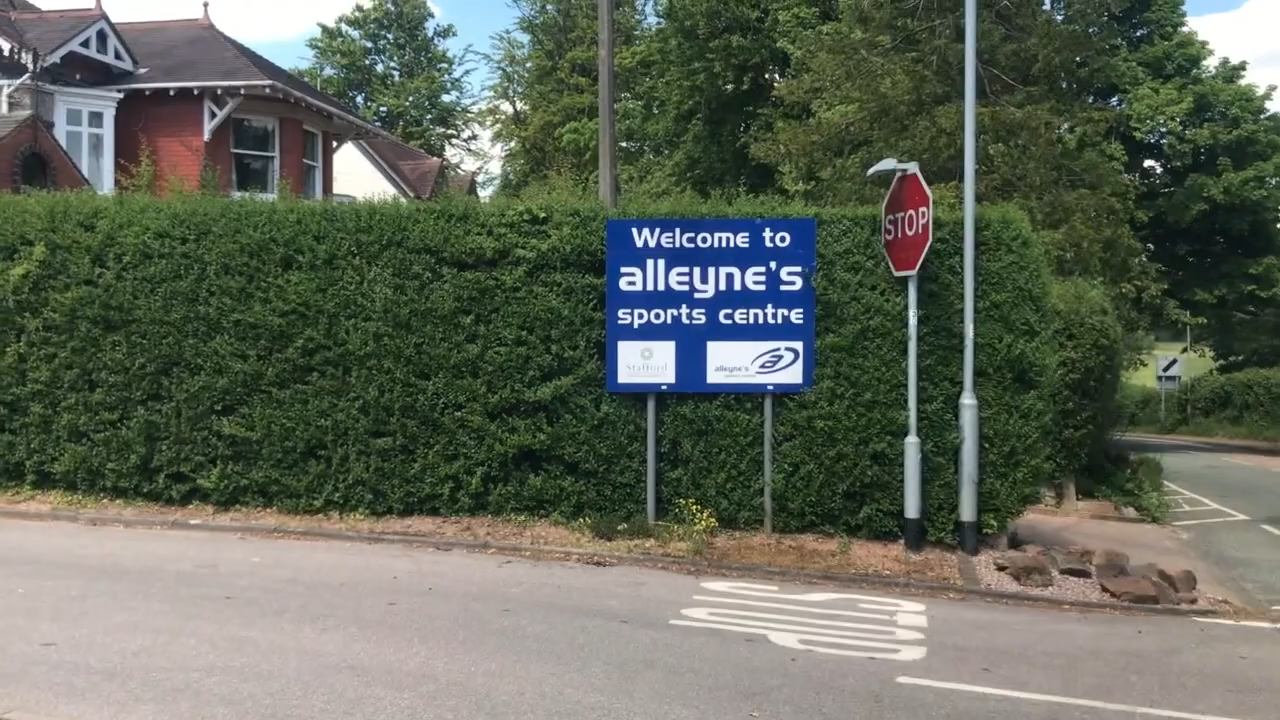 Welcome to
alleyne's
sports centre
Stafford
alleyne's
a
STOP
STOP